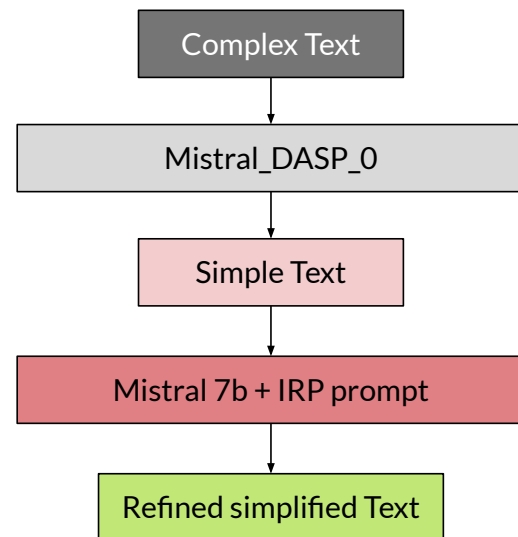 Complex Text
Mistral_DASP_0
Simple Text
Mistral 7b + IRP prompt
Refined simplified Text